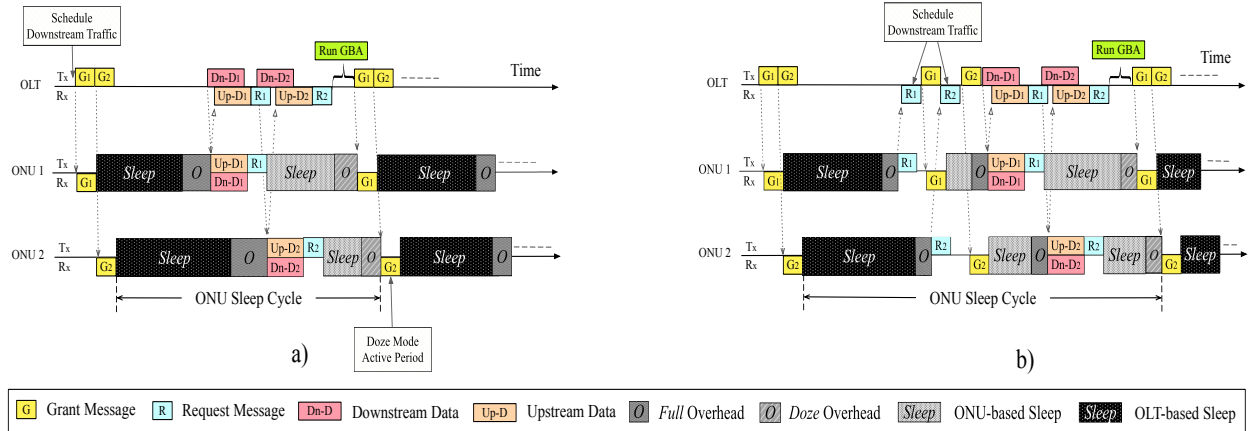 Schedule
Downstream Traffic
Run GBA
OLT Tx G1 G2 Dn-D1 Dn-D2 G1 G2 Time
Rx Up-D1 R1 Up-D2 R2
ONU 1 Tx Sleep O Up-D1 R1 Sleep O Sleep O
Rx G1 Dn-D1 G1
ONU 2 Tx Sleep O Up-D2 R2 Sleep O Sleep O
Rx G2 Dn-D2 G2
ONU Sleep Cycle
Doze Mode
Active Period
a)
Schedule
Downstream Traffic
Run GBA
OLT Tx G1 G2 G1 G2 Dn-D1 Dn-D2 G1 G2 Time
Rx R1 R2 Up-D1 R1 Up-D2 R2
ONU 1 Tx Sleep O R1 Sleep O Up-D1 R1 Sleep O Sleep
Rx G1 G1 Dn-D1 G1
ONU 2 Tx Sleep O R2 Sleep O Up-D2 R2 Sleep O Sleep
Rx G2 G2 Dn-D2 G2
ONU Sleep Cycle
b)
G Grant Message R Request Message Dn-D Downstream Data Up-D Upstream Data O Full Overhead O Doze Overhead Sleep ONU-based Sleep Sleep OLT-based Sleep